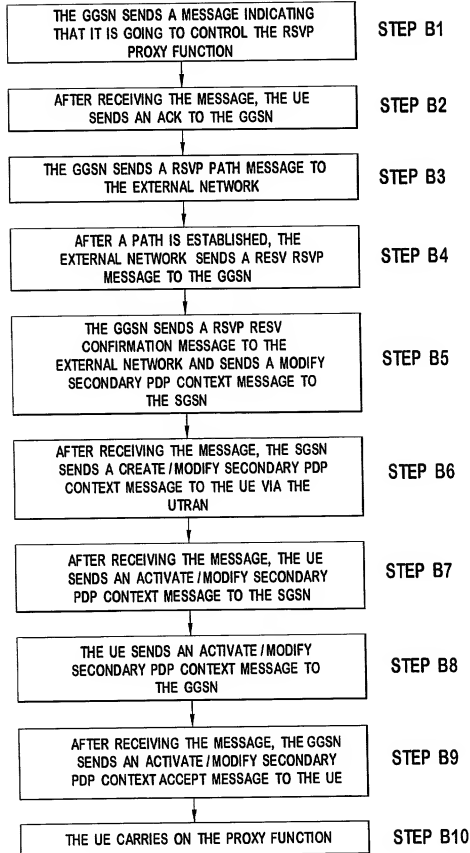 THE GGSN SENDS A MESSAGE INDICATING
THAT IT IS GOING TO CONTROL THE RSVP
PROXY FUNCTION
STEP B1
AFTER RECEIVING THE MESSAGE, THE UE
SENDS AN ACK TO THE GGSN
STEP B2
THE GGSN SENDS A RSVP PATH MESSAGE TO
THE EXTERNAL NETWORK
STEP B3
AFTER A PATH IS ESTABLISHED, THE
EXTERNAL NETWORK SENDS A RESV RSVP
MESSAGE TO THE GGSN
STEP B4
THE GGSN SENDS A RSVP RESV
CONFIRMATION MESSAGE TO THE
EXTERNAL NETWORK AND SENDS A MODIFY
SECONDARY PDP CONTEXT MESSAGE TO
THE SGSN
STEP B5
AFTER RECEIVING THE MESSAGE, THE SGSN
SENDS A CREATE/MODIFY SECONDARY PDP
CONTEXT MESSAGE TO THE UE VIA THE
UTRAN
STEP B6
AFTER RECEIVING THE MESSAGE, THE UE
SENDS AN ACTIVATE/MODIFY SECONDARY
PDP CONTEXT MESSAGE TO THE SGSN
STEP B7
THE UE SENDS AN ACTIVATE/MODIFY
SECONDARY PDP CONTEXT MESSAGE TO
THE GGSN
STEP B8
AFTER RECEIVING THE MESSAGE, THE GGSN
SENDS AN ACTIVATE/MODIFY SECONDARY
PDP CONTEXT ACCEPT MESSAGE TO THE UE
STEP B9
THE UE CARRIES ON THE PROXY FUNCTION
STEP B10